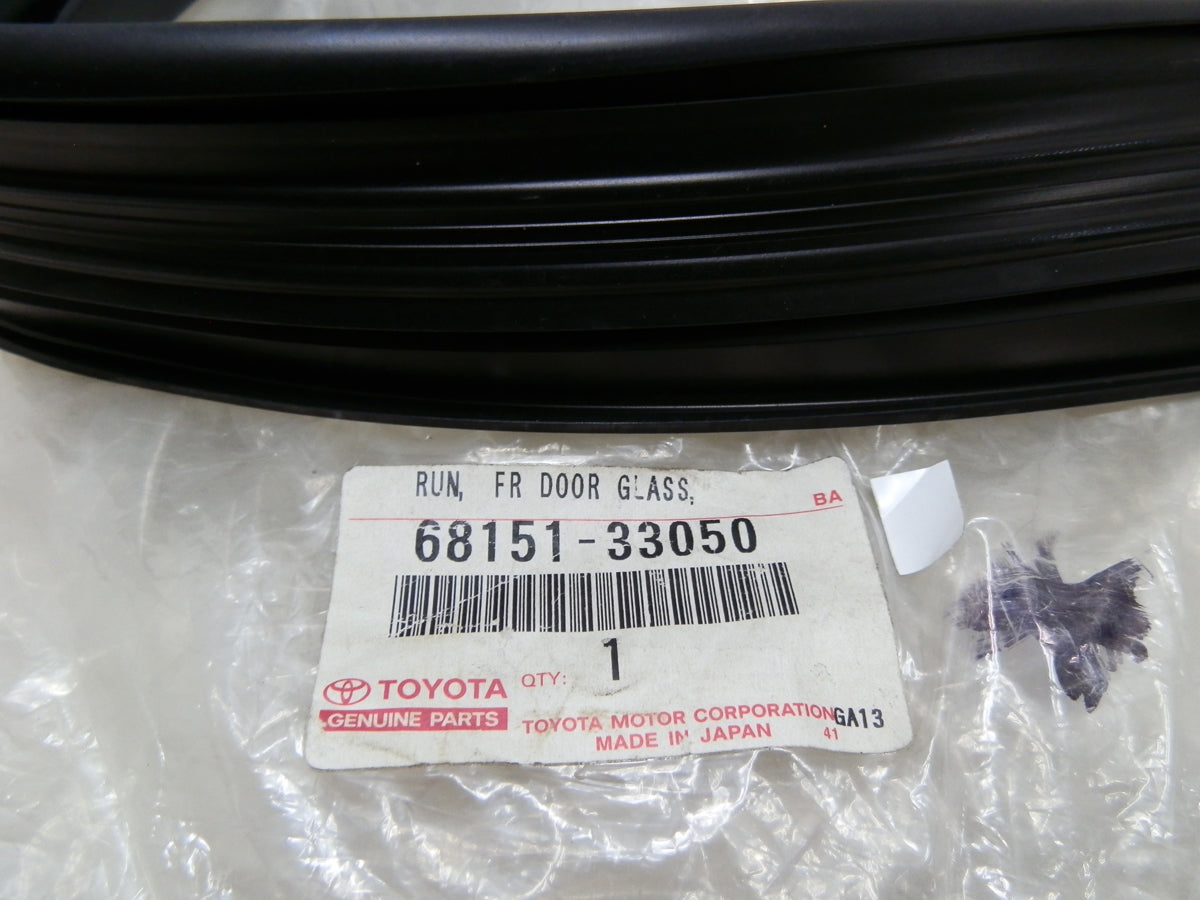 RUN, FR DOOR GLASS,
BA
68151-33050
QTY: 1
TOYOTA
GENUINE PARTS
TOYOTA MOTOR CORPORATION GA13
MADE IN JAPAN 41